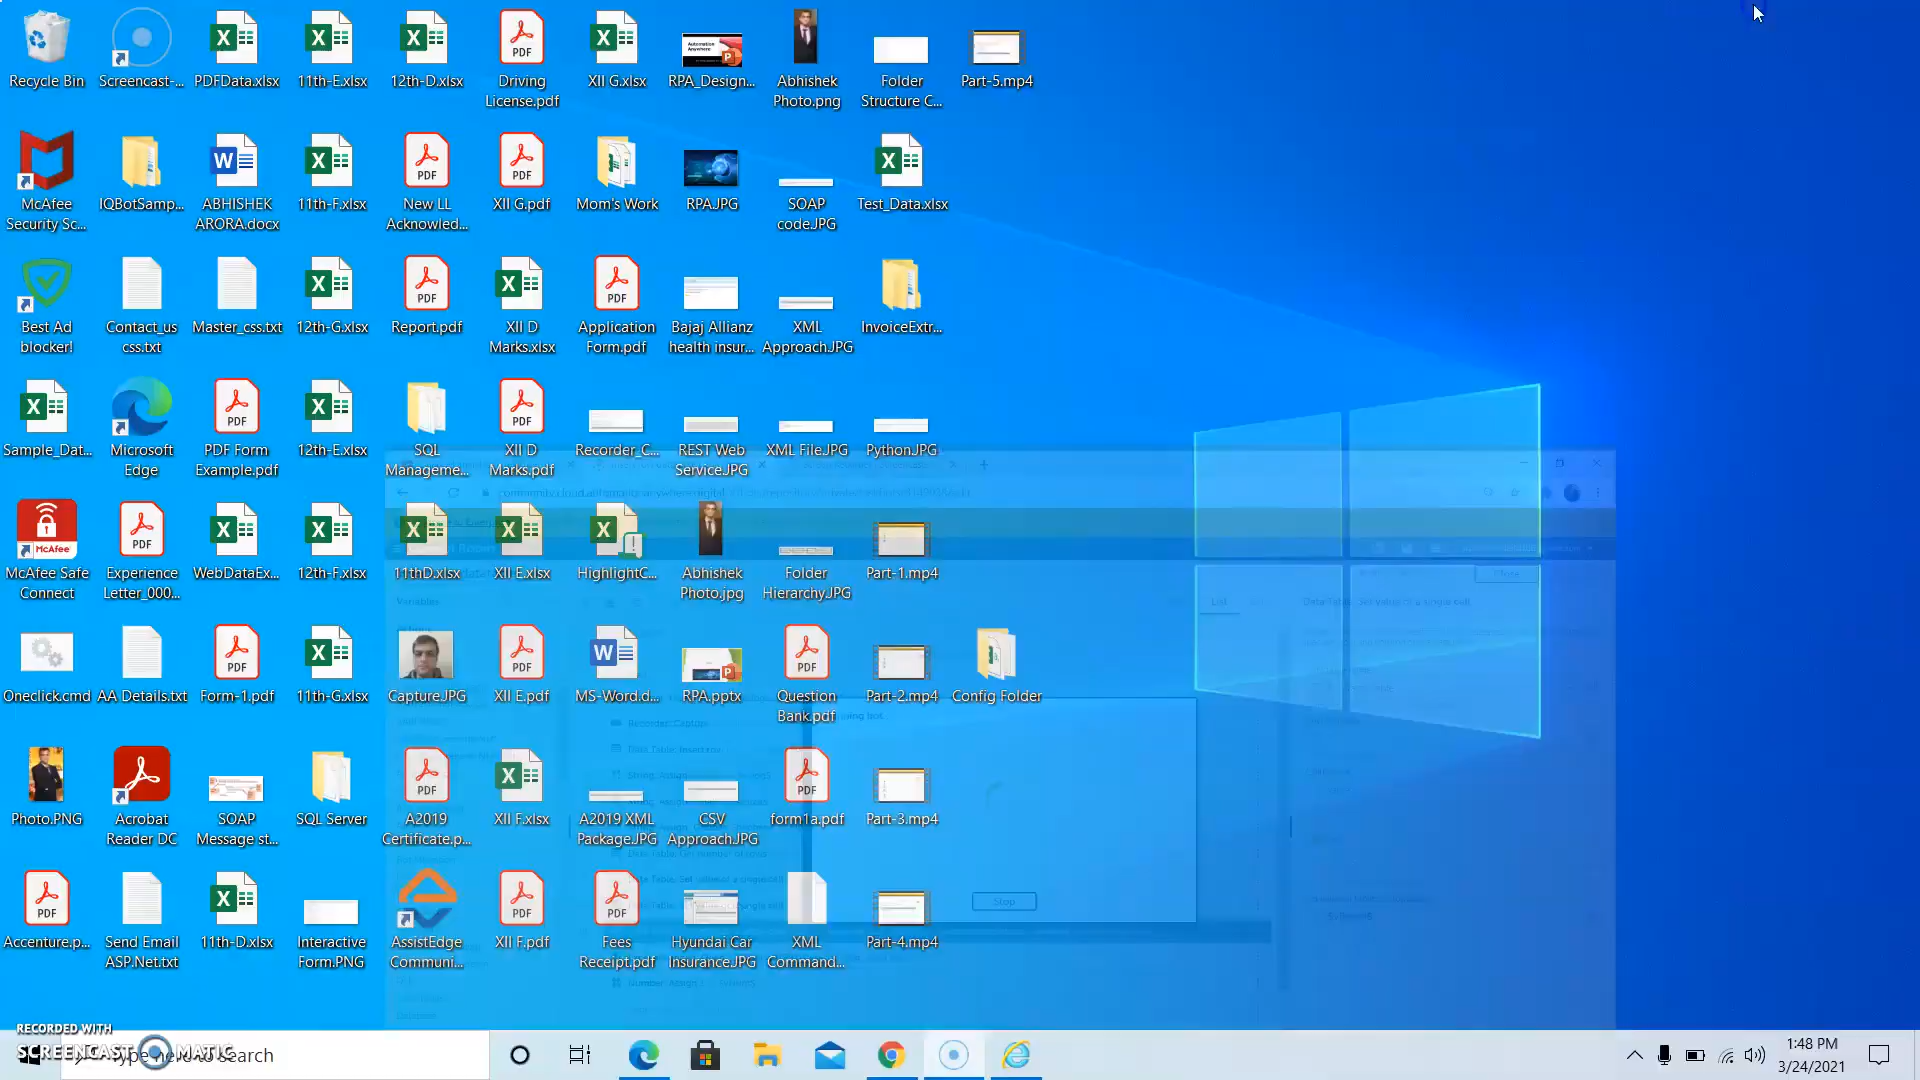 Recycle Bin
Screencast-...
PDFData.xlsx
11th-E.xlsx
12th-D.xlsx
Driving
License.pdf
XII G.xlsx
RPA_Design...
Abhishek
Photo.png
Folder
Structure C...
Part-5.mp4
McAfee
Security Sc...
IQBotSamp...
ABHISHEK
ARORA.docx
11th-F.xlsx
New LL
Acknowled...
XII G.pdf
Mom's Work
RPA.JPG
SOAP
code.JPG
Test_Data.xlsx
Best Ad
blocker!
Contact_us
css.txt
Master_css.txt
12th-G.xlsx
Report.pdf
XII D
Marks.xlsx
Application
Form.pdf
Bajaj Allianz
health insur...
XML
Approach.JPG
InvoiceExtr...
Sample_Dat...
Microsoft
Edge
PDF Form
Example.pdf
12th-E.xlsx
SQL
Manageme...
XII D
Marks.pdf
Recorder_C...
REST Web
Service.JPG
XML File.JPG
Python.JPG
McAfee Safe
Connect
Experience
Letter_000...
WebDataEx...
12th-F.xlsx
11thD.xlsx
XII E.xlsx
HighlightC...
Abhishek
Photo.jpg
Folder
Hierarchy.JPG
Part-1.mp4
Oneclick.cmd
AA Details.txt
Form-1.pdf
11th-G.xlsx
Capture.JPG
XII E.pdf
MS-Word.d...
RPA.pptx
Question
Bank.pdf
Part-2.mp4
Config Folder
Photo.PNG
Acrobat
Reader DC
SOAP
Message st...
SQL Server
A2019
Certificate.p...
XII F.xlsx
A2019 XML
Package.JPG
CSV
Approach.JPG
form1a.pdf
Part-3.mp4
Accenture.p...
Send Email
ASP.Net.txt
11th-D.xlsx
Interactive
Form.PNG
AssistEdge
Communi...
XII F.pdf
Fees
Receipt.pdf
Hyundai Car
Insurance.JPG
XML
Command...
Part-4.mp4
Stop
RECORDED WITH
SCREENCAST MATIC
Type here to search
1:48 PM
3/24/2021